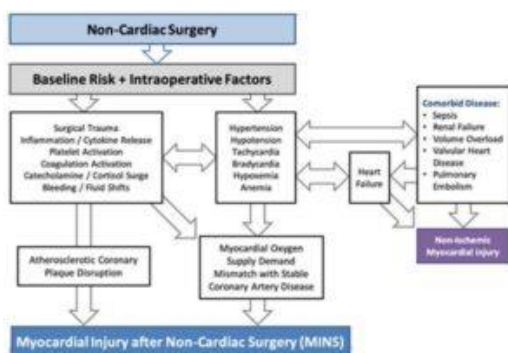 Non-Cardiac Surgery
Baseline Risk + Intraoperative Factors
Surgical Trauma
Inflammation / Cytokine Release
Platelet Activation
Coagulation Activation
Catecholamine / Cortisol Surge
Bleeding / Fluid Shifts
Hypertension
Hypotension
Tachycardia
Bradycardia
Hypoxemia
Anemia
Heart
Failure
Comorbid Disease:
• Sepsis
• Renal Failure
• Volume Overload
• Valvular Heart
Disease
• Pulmonary
Embolism
Non-Ischemic
Myocardial Injury
Atherosclerotic Coronary
Plaque Disruption
Myocardial Oxygen
Supply Demand
Mismatch with Stable
Coronary Artery Disease
Myocardial Injury after Non-Cardiac Surgery (MINS)